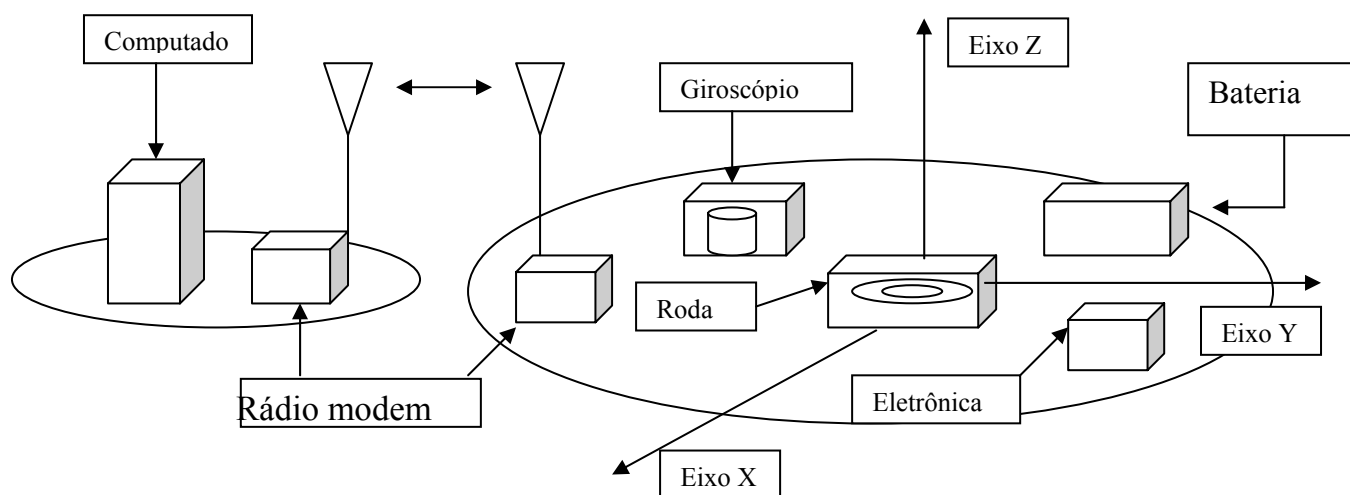 Computado
Eixo Z
Giroscópio
Bateria
Roda
Eixo Y
Rádio modem
Eletrônica
Eixo X